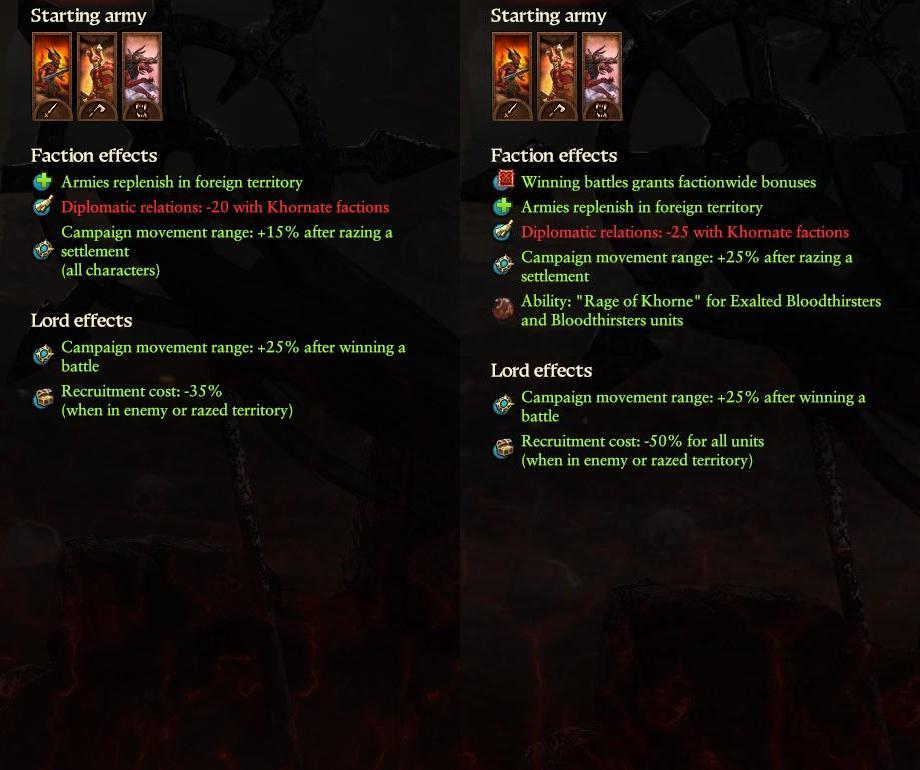 Starting army
Faction effects
Armies replenish in foreign territory
Diplomatic relations: -20 with Khornate factions
Campaign movement range: +15% after razing a
settlement
(all characters)
Lord effects
Campaign movement range: +25% after winning a
battle
Recruitment cost: -35%
(when in enemy or razed territory)
Starting army
Faction effects
Winning battles grants factionwide bonuses
Armies replenish in foreign territory
Diplomatic relations: -25 with Khornate factions
Campaign movement range: +25% after razing a
settlement
Ability: "Rage of Khorne" for Exalted Bloodthirsters
and Bloodthirsters units
Lord effects
Campaign movement range: +25% after winning a
battle
Recruitment cost: -50% for all units
(when in enemy or razed territory)